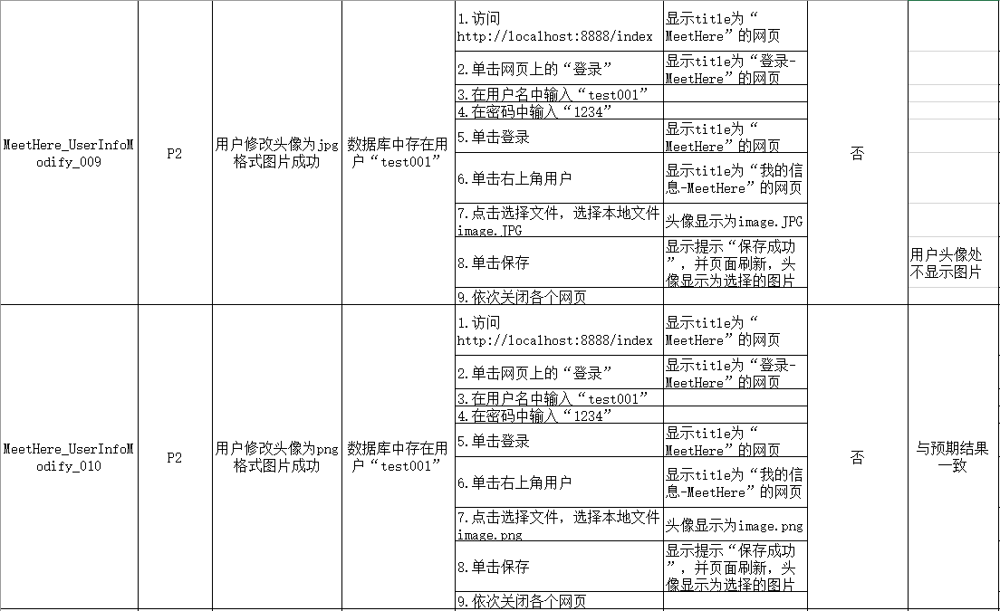 MeetHere_UserInfoM
odify_009
P2
用户修改头像为jpg
格式图片成功
数据库中存在用
户“test001”
1.访问
http://localhost:8888/index
显示title为“
MeetHere”的网页
2.单击网页上的“登录”
显示title为“登录-
MeetHere”的网页
3.在用户名中输入“test001”
4.在密码中输入“1234”
5.单击登录
显示title为“
MeetHere”的网页
6.单击右上角用户
显示title为“我的信
息-MeetHere”的网页
7.点击选择文件，选择本地文件
image.JPG
头像显示为image.JPG
8.单击保存
显示提示“保存成功
”，并页面刷新，头
像显示为选择的图片
9.依次关闭各个网页
否
用户头像处
不显示图片
MeetHere_UserInfoM
odify_010
P2
用户修改头像为png
格式图片成功
数据库中存在用
户“test001”
1.访问
http://localhost:8888/index
显示title为“
MeetHere”的网页
2.单击网页上的“登录”
显示title为“登录-
MeetHere”的网页
3.在用户名中输入“test001”
4.在密码中输入“1234”
5.单击登录
显示title为“
MeetHere”的网页
6.单击右上角用户
显示title为“我的信
息-MeetHere”的网页
7.点击选择文件，选择本地文件
image.png
头像显示为image.png
8.单击保存
显示提示“保存成功
”，并页面刷新，头
像显示为选择的图片
9.依次关闭各个网页
否
与预期结果
一致